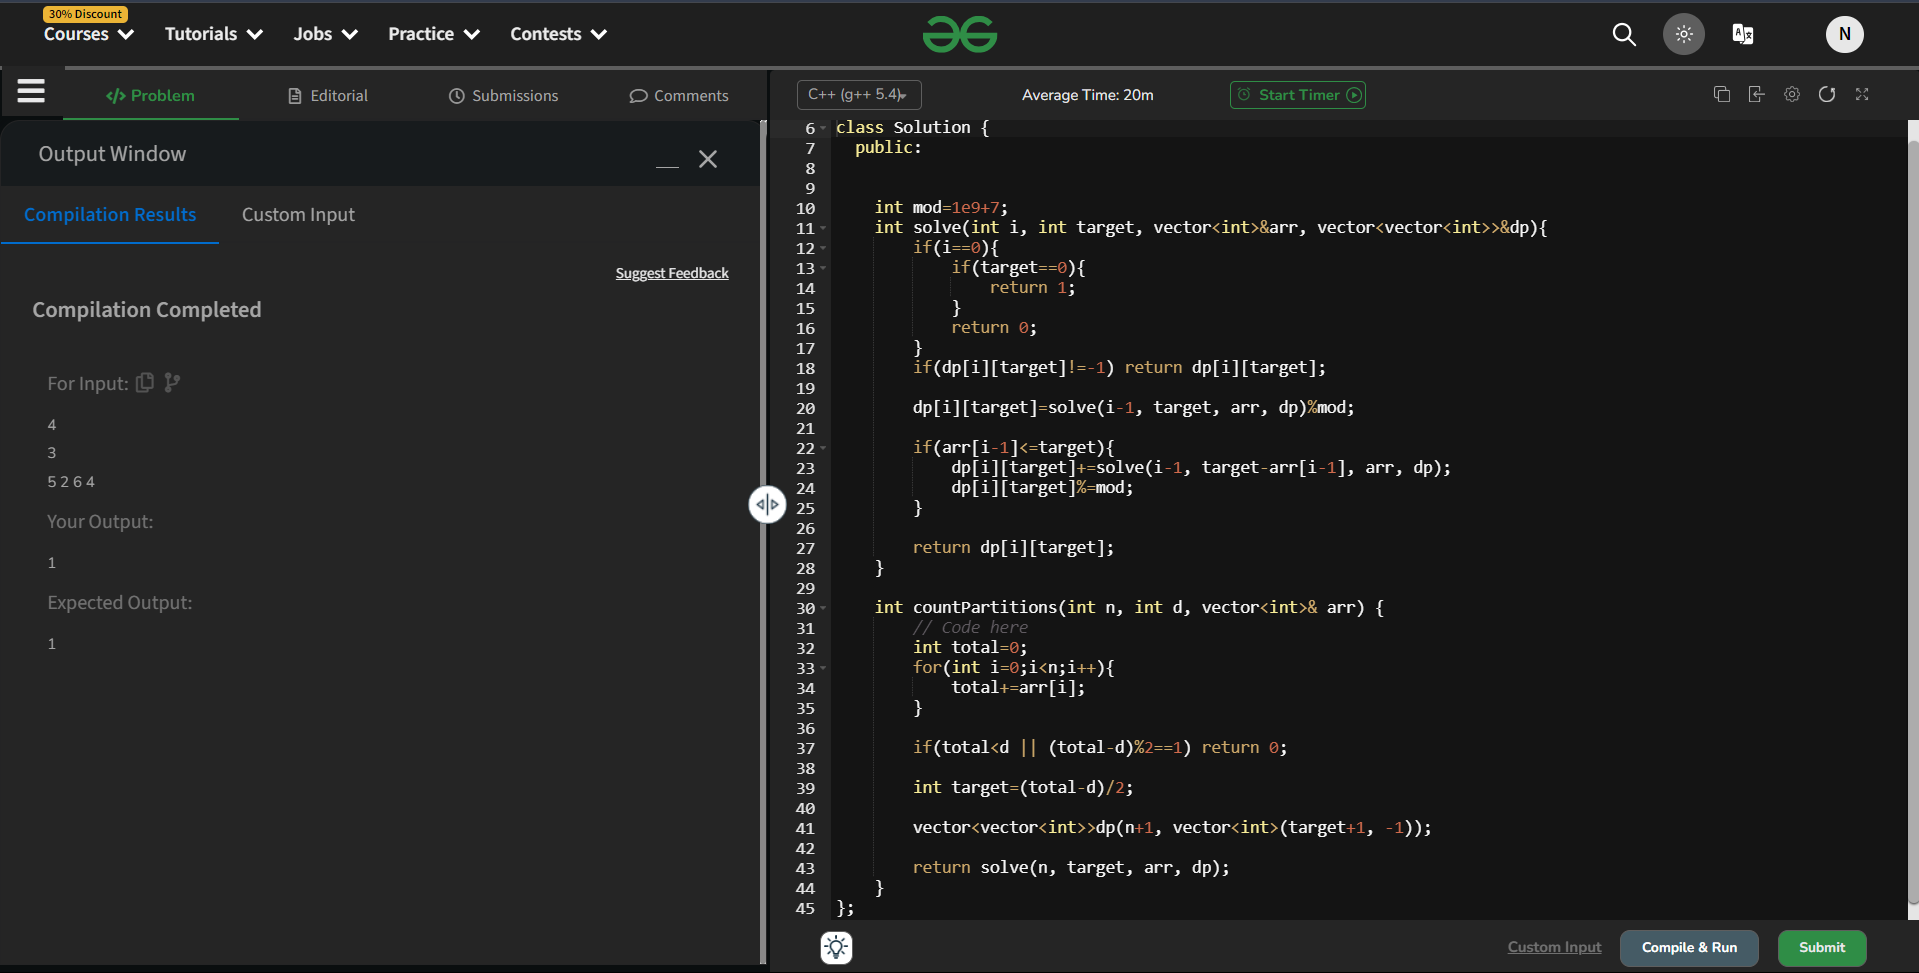 30% Discount
Courses Tutorials Jobs Practice Contests N
</> Problem Editorial Submissions Comments
Output Window
Compilation Results Custom Input
Suggest Feedback
Compilation Completed
For Input:
4
3
5 2 6 4
Your Output:
1
Expected Output:
1
C++ (g++ 5.4) Average Time: 20m Start Timer
6 class Solution {
7   public:
8
9
10     int mod=1e9+7;
11     int solve(int i, int target, vector<int>&arr, vector<vector<int>>&dp){
12         if(i==0){
13             if(target==0){
14                 return 1;
15             }
16             return 0;
17         }
18         if(dp[i][target]!=-1) return dp[i][target];
19
20         dp[i][target]=solve(i-1, target, arr, dp)%mod;
21
22         if(arr[i-1]<=target){
23             dp[i][target]+=solve(i-1, target-arr[i-1], arr, dp);
24             dp[i][target]%=mod;
25         }
26
27         return dp[i][target];
28     }
29
30     int countPartitions(int n, int d, vector<int>& arr) {
31         // Code here
32         int total=0;
33         for(int i=0;i<n;i++){
34             total+=arr[i];
35         }
36
37         if(total<d || (total-d)%2==1) return 0;
38
39         int target=(total-d)/2;
40
41         vector<vector<int>>dp(n+1, vector<int>(target+1, -1));
42
43         return solve(n, target, arr, dp);
44     }
45 };
Custom Input Compile & Run Submit